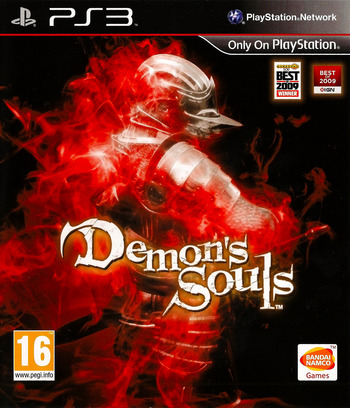 PS3
PlayStation®Network
Only On PlayStation®
BEST
2009
WINNER
BEST
OF
2009
IGN
Demon's
Souls™
16
www.pegi.info
BANDAI
NAMCO
Games